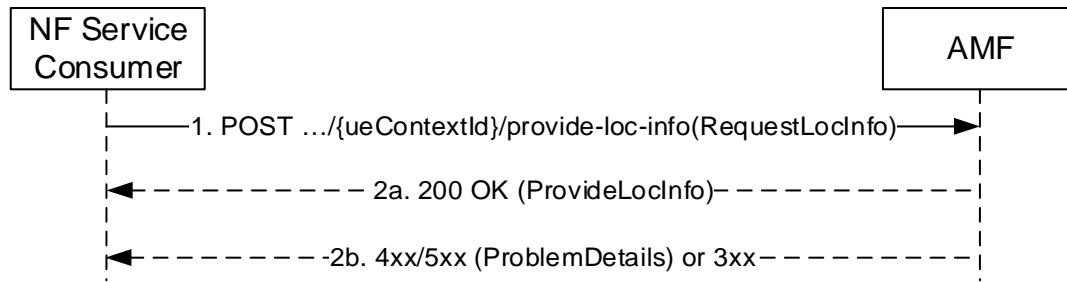 NF Service
Consumer
AMF
1. POST …/{ueContextId}/provide-loc-info(RequestLocInfo)
2a. 200 OK (ProvideLocInfo)
2b. 4xx/5xx (ProblemDetails) or 3xx